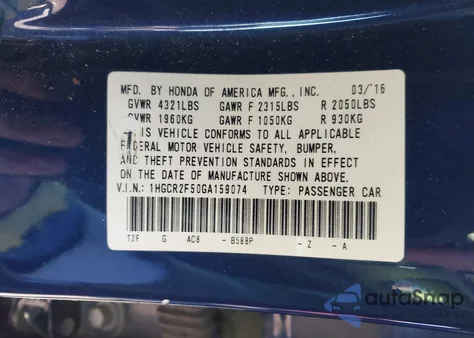 MFD. BY HONDA OF AMERICA MFG., INC. 03/'16
GVWR 4321LBS GAWR F 2315LBS R 2050LBS
GVWR 1960KG GAWR F 1050KG R 930KG
THIS VEHICLE CONFORMS TO ALL APPLICABLE
FEDERAL MOTOR VEHICLE SAFETY, BUMPER,
AND THEFT PREVENTION STANDARDS IN EFFECT
ON THE DATE OF MANUFACTURE SHOWN ABOVE.
V.I.N.: 1HGCR2F50GA159074 TYPE: PASSENGER CAR
T2F G AC8 - B588P - Z - A
autoSnap